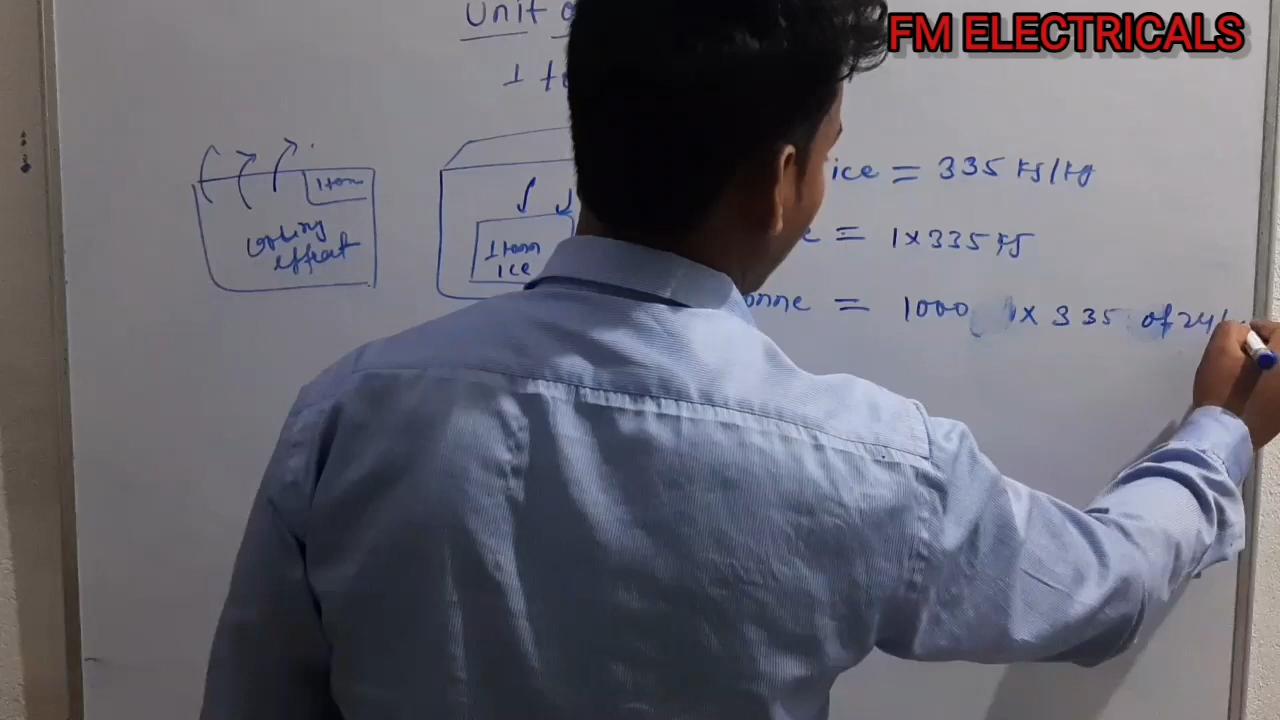 FM ELECTRICALS
Unit
1
1 tonn
cooling
effect
1 tonn
ice
ice = 335 KJ/Kg
= 1×335 KJ
onne = 1000 × 335 of 24